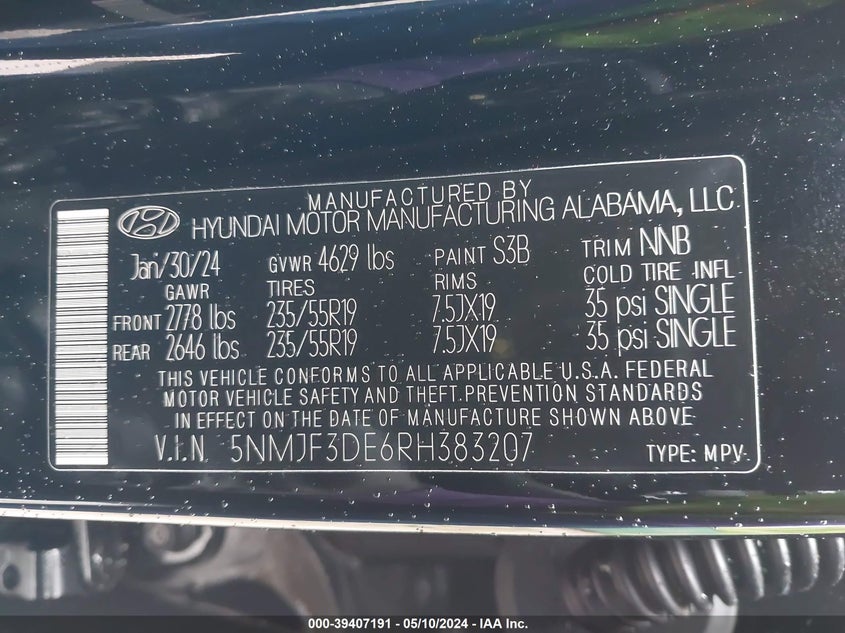 MANUFACTURED BY
HYUNDAI MOTOR MANUFACTURING ALABAMA, LLC
Jan/30/24 GVWR 4629 lbs PAINT S3B TRIM NNB
GAWR TIRES RIMS COLD TIRE INFL
FRONT 2778 lbs 235/55R19 7.5JX19 35 psi SINGLE
REAR 2646 lbs 235/55R19 7.5JX19 35 psi SINGLE
THIS VEHICLE CONFORMS TO ALL APPLICABLE U.S.A. FEDERAL
MOTOR VEHICLE SAFETY AND THEFT PREVENTION STANDARDS
IN EFFECT ON THE DATE OF MANUFACTURE SHOWN ABOVE
V.I.N. 5NMJF3DE6RH383207 TYPE: MPV
000-39407191 - 05/10/2024 - IAA Inc.